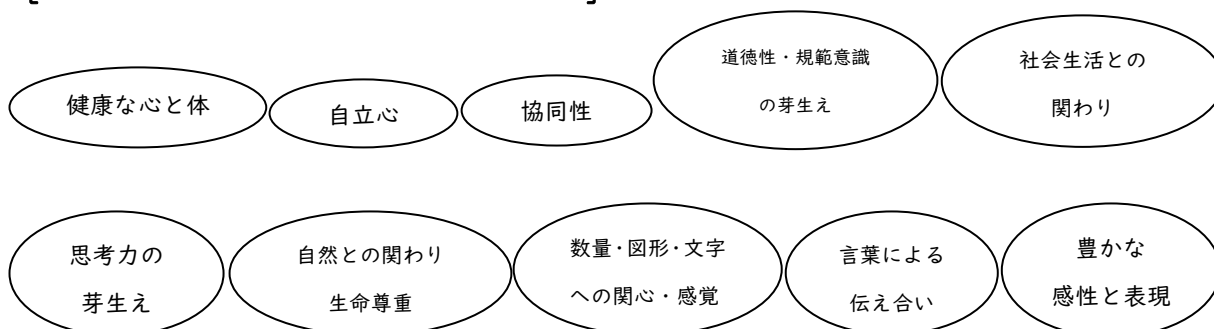 健康な心と体
自立心
協同性
道徳性・規範意識
の芽生え
社会生活との
関わり
思考力の
芽生え
自然との関わり
生命尊重
数量・図形・文字
への関心・感覚
言葉による
伝え合い
豊かな
感性と表現